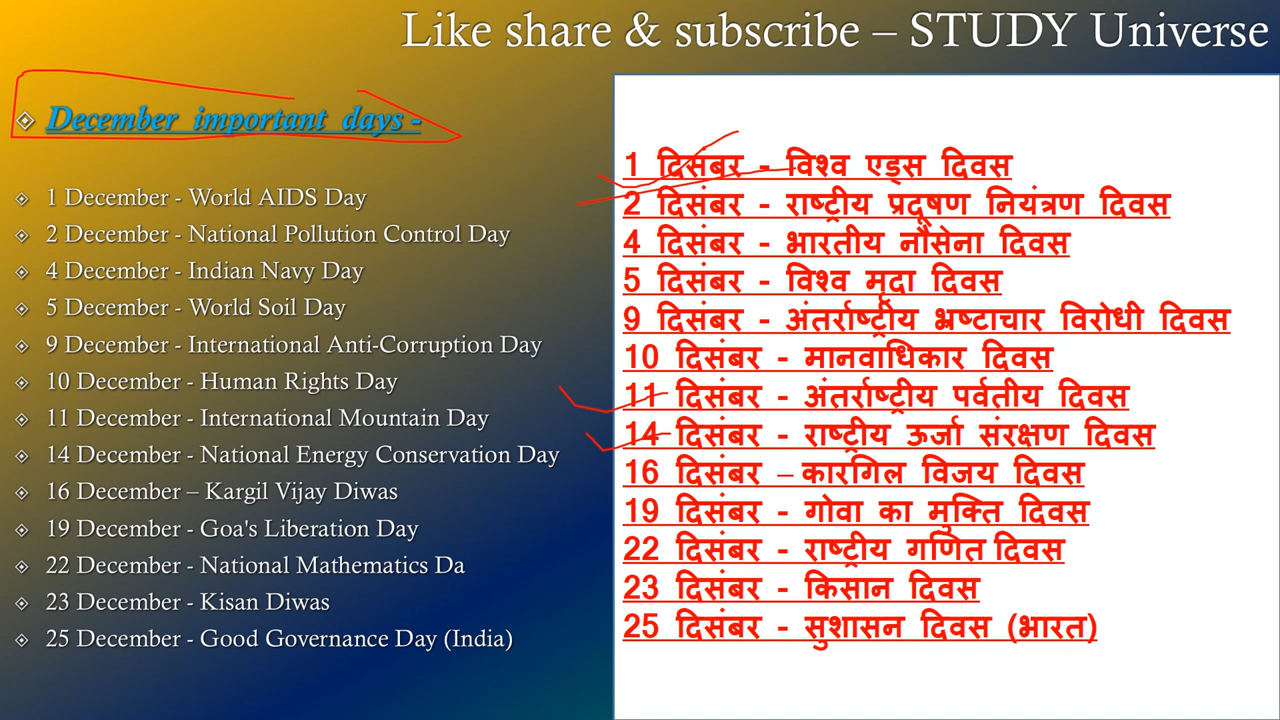 Like share & subscribe – STUDY Universe
December important days -
1 December - World AIDS Day
2 December - National Pollution Control Day
4 December - Indian Navy Day
5 December - World Soil Day
9 December - International Anti-Corruption Day
10 December - Human Rights Day
11 December - International Mountain Day
14 December - National Energy Conservation Day
16 December – Kargil Vijay Diwas
19 December - Goa's Liberation Day
22 December - National Mathematics Da
23 December - Kisan Diwas
25 December - Good Governance Day (India)
1 दिसंबर - विश्व एड्स दिवस
2 दिसंबर - राष्ट्रीय प्रदूषण नियंत्रण दिवस
4 दिसंबर - भारतीय नौसेना दिवस
5 दिसंबर - विश्व मृदा दिवस
9 दिसंबर - अंतर्राष्ट्रीय भ्रष्टाचार विरोधी दिवस
10 दिसंबर - मानवाधिकार दिवस
11 दिसंबर - अंतर्राष्ट्रीय पर्वतीय दिवस
14 दिसंबर - राष्ट्रीय ऊर्जा संरक्षण दिवस
16 दिसंबर – कारगिल विजय दिवस
19 दिसंबर - गोवा का मुक्ति दिवस
22 दिसंबर - राष्ट्रीय गणित दिवस
23 दिसंबर - किसान दिवस
25 दिसंबर - सुशासन दिवस (भारत)